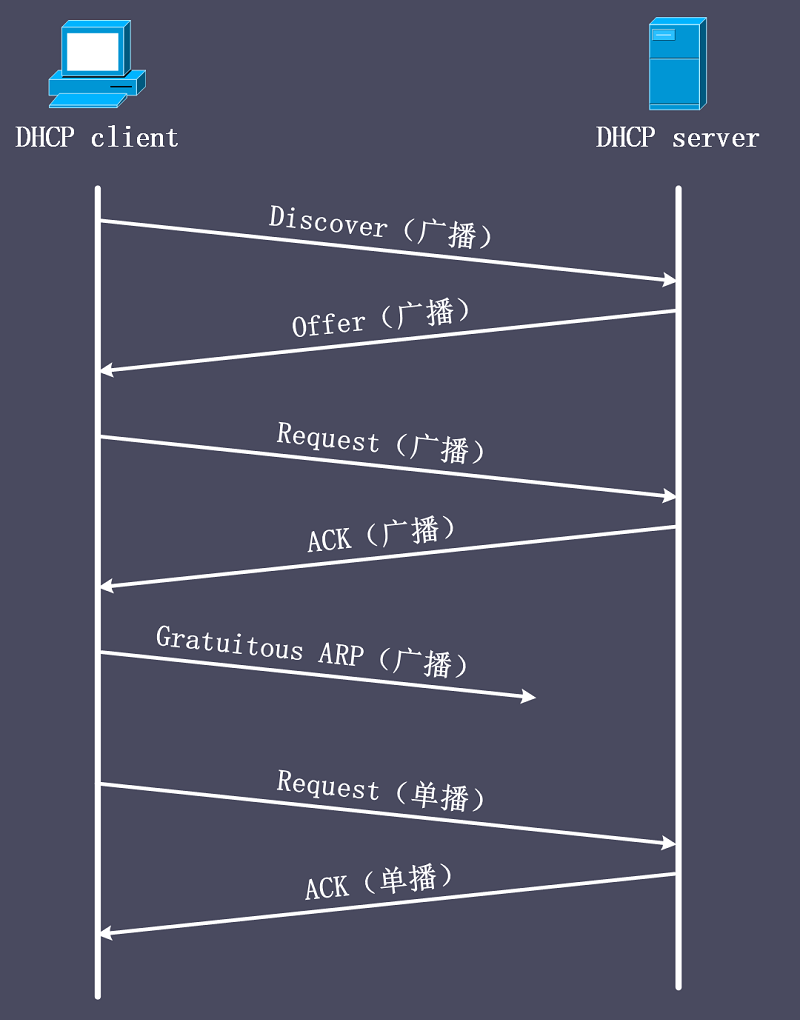 DHCP client
DHCP server
Discover（广播）
Offer（广播）
Request（广播）
ACK（广播）
Gratuitous ARP（广播）
Request（单播）
ACK（单播）